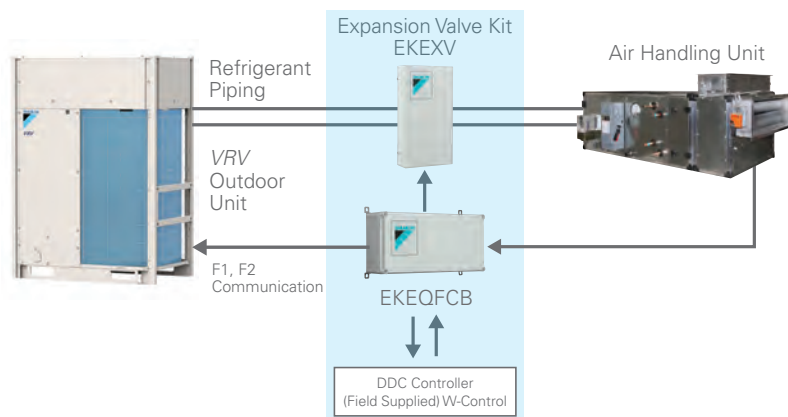 Expansion Valve Kit
EKEXV
Air Handling Unit
Refrigerant
Piping
VRV
Outdoor
Unit
F1, F2
Communication
EKEQFCB
DDC Controller
(Field Supplied) W-Control